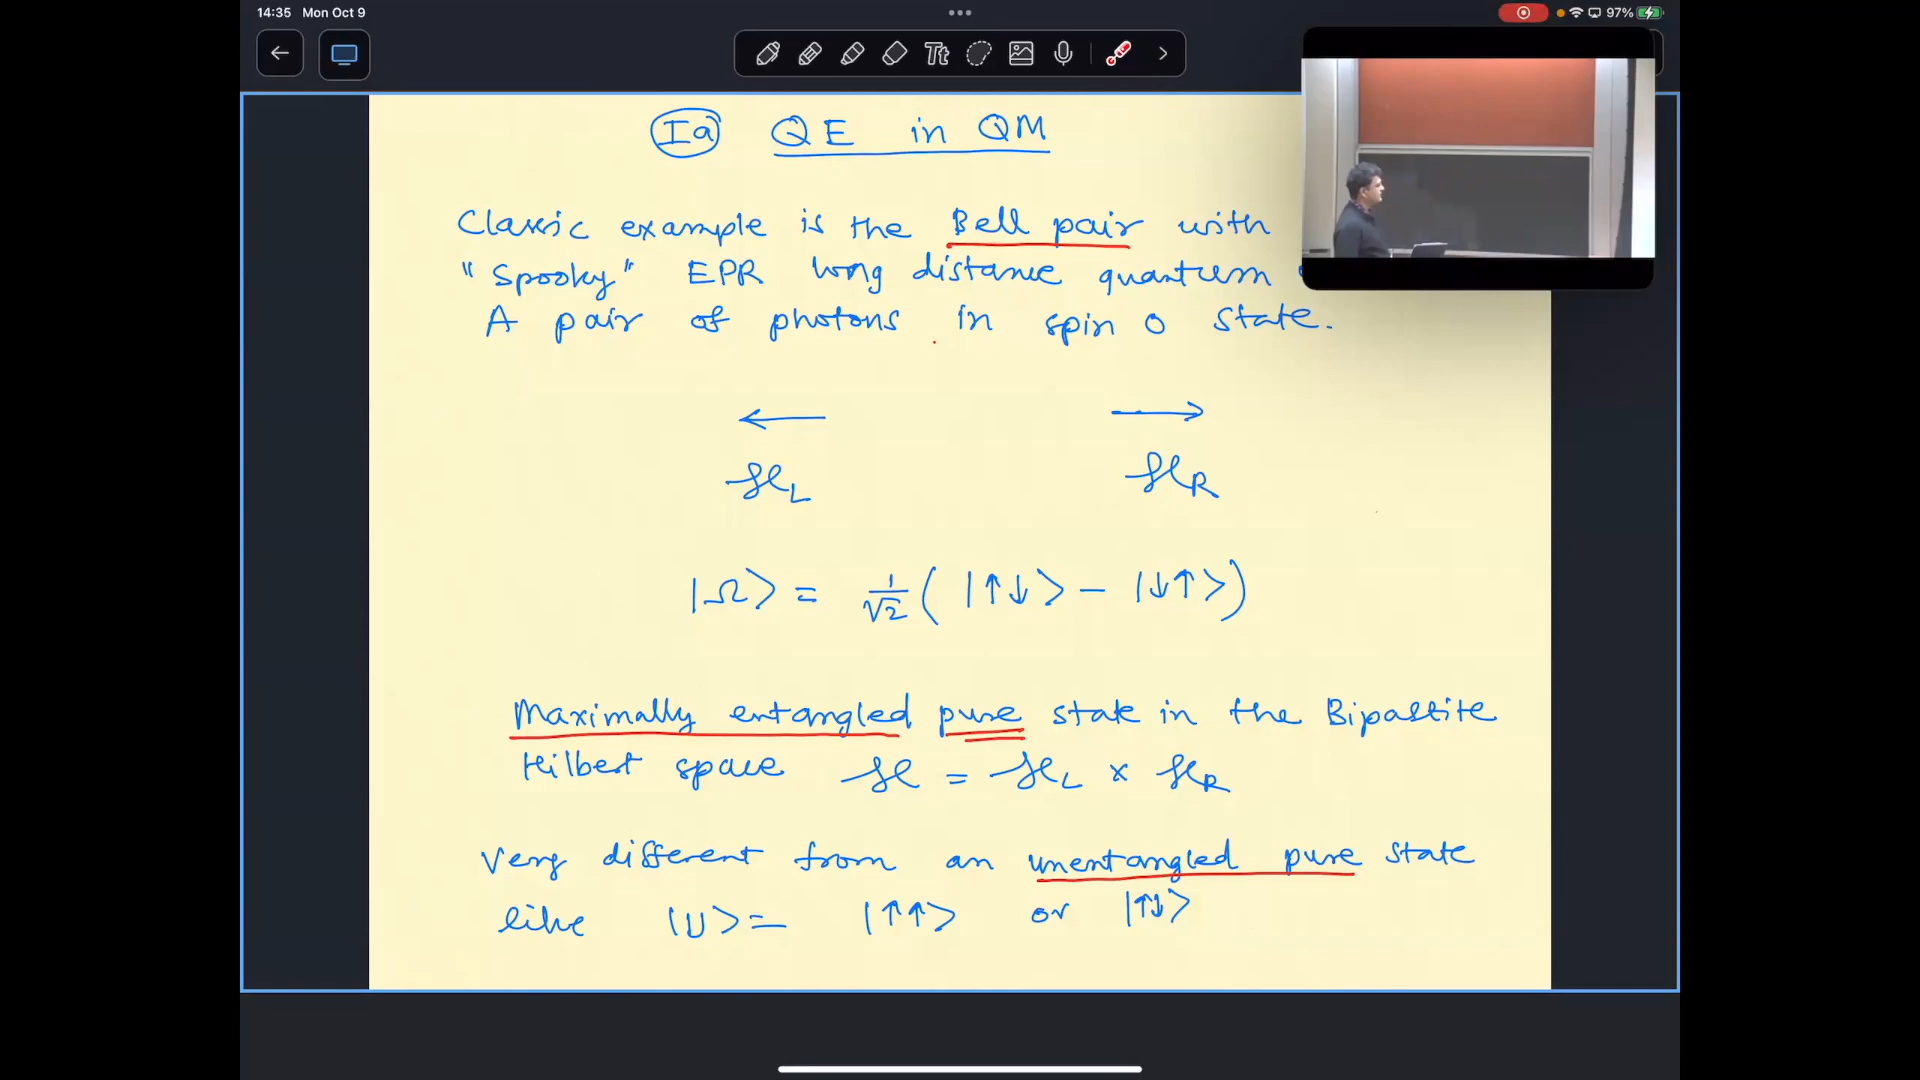 14:35 Mon Oct 9
97%
Tt
Ia QE in QM
Classic example is the Bell pair with
"Spooky" EPR long distance quantum
A pair of photons in spin 0 state.
← →
ℋL ℋR
|Ω> = 1/√2 ( |↑↓> - |↓↑> )
Maximally entangled pure state in the Bipartite
Hilbert space ℋ = ℋL × ℋR
Very different from an unentangled pure state
like |U> = |↑↑> or |↑↓>